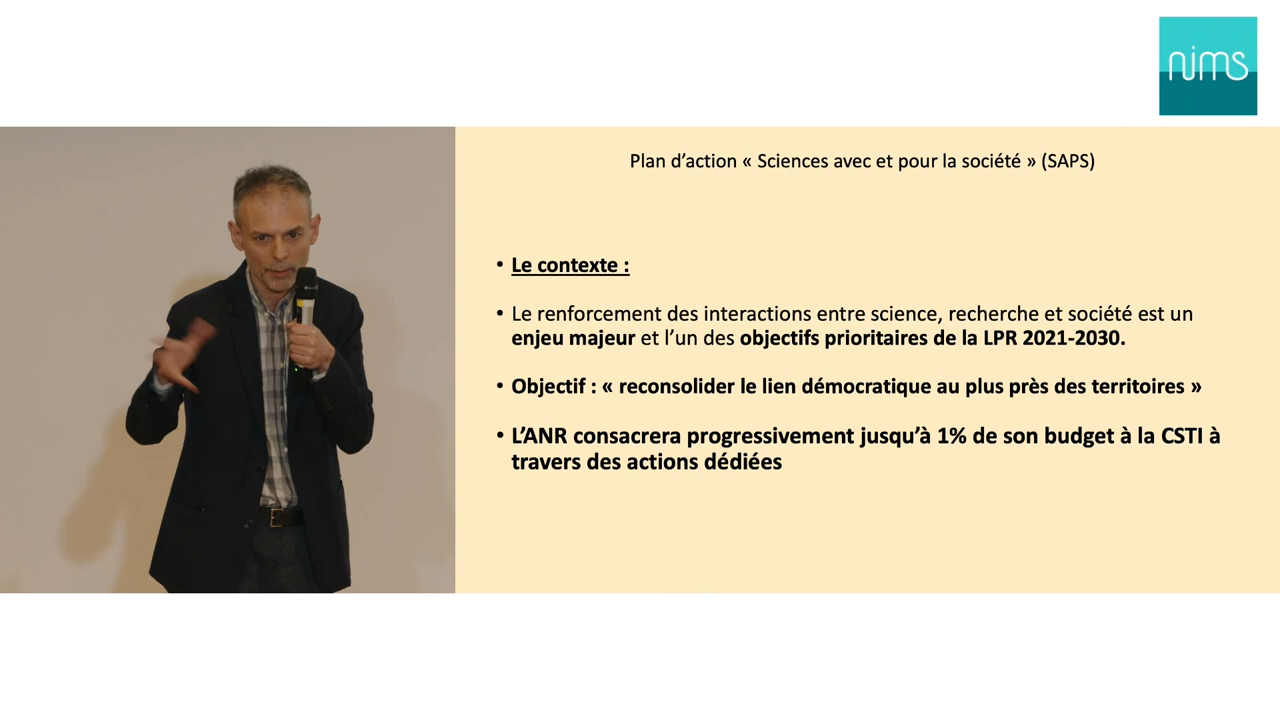 nims
Plan d’action « Sciences avec et pour la société » (SAPS)
• Le contexte :
• Le renforcement des interactions entre science, recherche et société est un
enjeu majeur et l’un des objectifs prioritaires de la LPR 2021-2030.
• Objectif : « reconsolider le lien démocratique au plus près des territoires »
• L’ANR consacrera progressivement jusqu’à 1% de son budget à la CSTI à
travers des actions dédiées